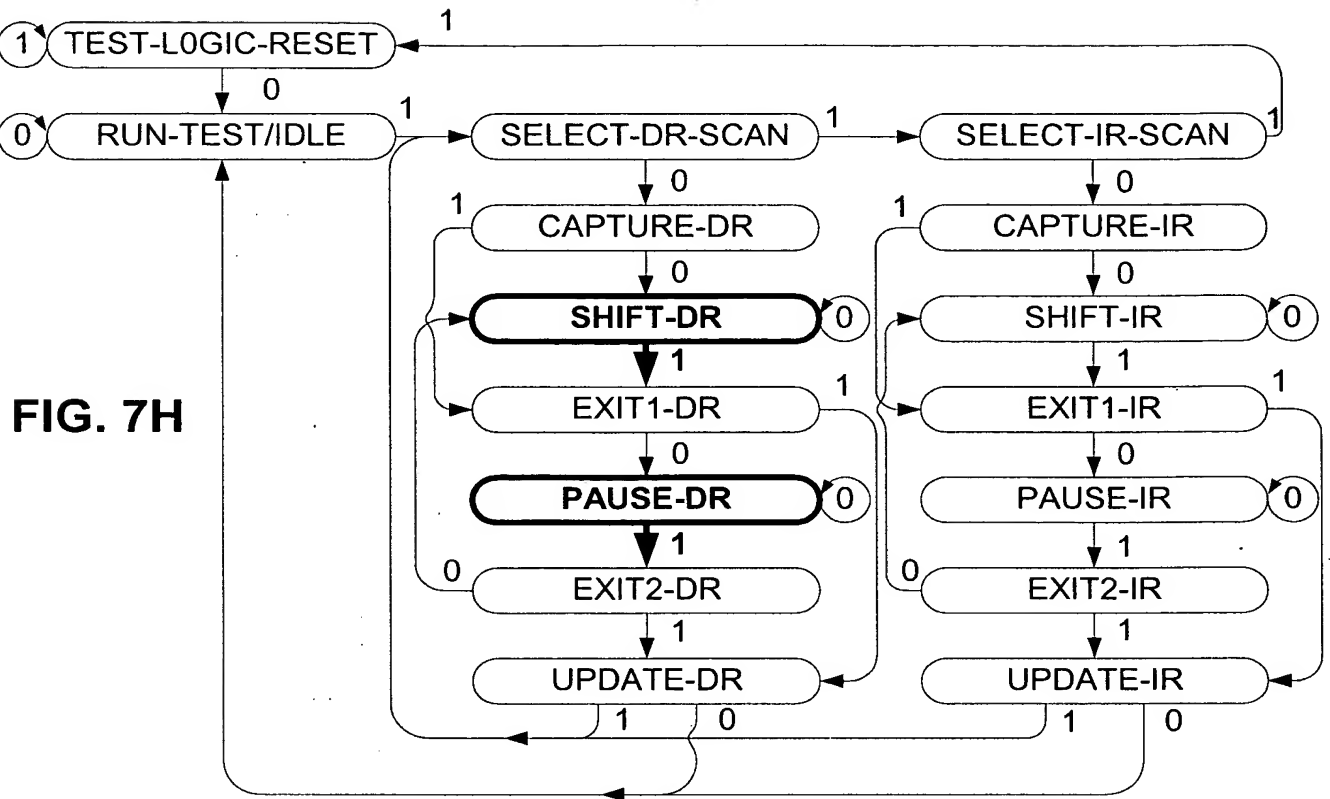 1
1 TEST-L0GIC-RESET
0
1
0 RUN-TEST/IDLE SELECT-DR-SCAN 1 SELECT-IR-SCAN 1
0 0
1 CAPTURE-DR 1 CAPTURE-IR
0 0
SHIFT-DR 0 SHIFT-IR 0
1 1
FIG. 7H EXIT1-DR 1 EXIT1-IR 1
0 0
PAUSE-DR 0 PAUSE-IR 0
1 1
0 EXIT2-DR 0 EXIT2-IR
1 1
UPDATE-DR UPDATE-IR
1 0 1 0